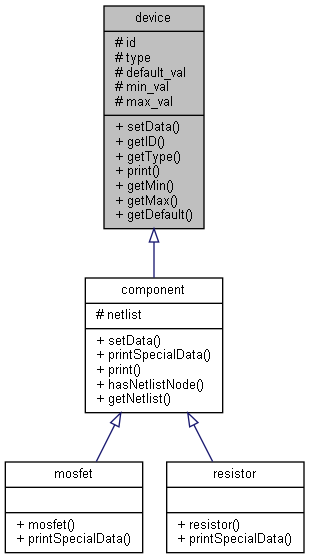 device
# id
# type
# default_val
# min_val
# max_val
+ setData()
+ getID()
+ getType()
+ print()
+ getMin()
+ getMax()
+ getDefault()
component
# netlist
+ setData()
+ printSpecialData()
+ print()
+ hasNetlistNode()
+ getNetlist()
mosfet
+ mosfet()
+ printSpecialData()
resistor
+ resistor()
+ printSpecialData()